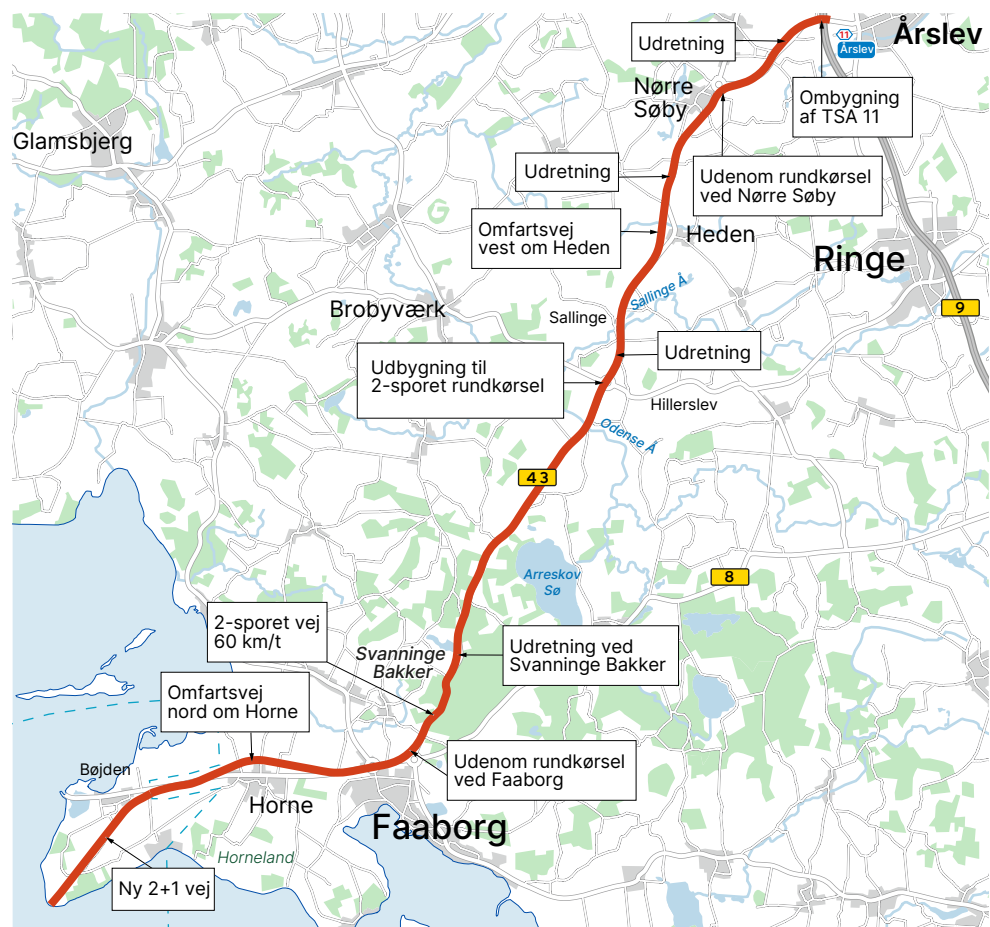 Udretning
11
Årslev
Årslev
Nørre
Søby
Ombygning
af TSA 11
Glamsbjerg
Udretning
Udenom rundkørsel
ved Nørre Søby
Omfartsvej
vest om Heden
Heden
Ringe
Sallinge Å
Brobyværk
Sallinge
9
Udbygning til
2-sporet rundkørsel
Udretning
Hillerslev
Odense Å
43
Arreskov
Sø
8
2-sporet vej
60 km/t
Svanninge
Bakker
Udretning ved
Svanninge Bakker
Omfartsvej
nord om Horne
Bøjden
Udenom rundkørsel
ved Faaborg
Horne
Faaborg
Horneland
Ny 2+1 vej